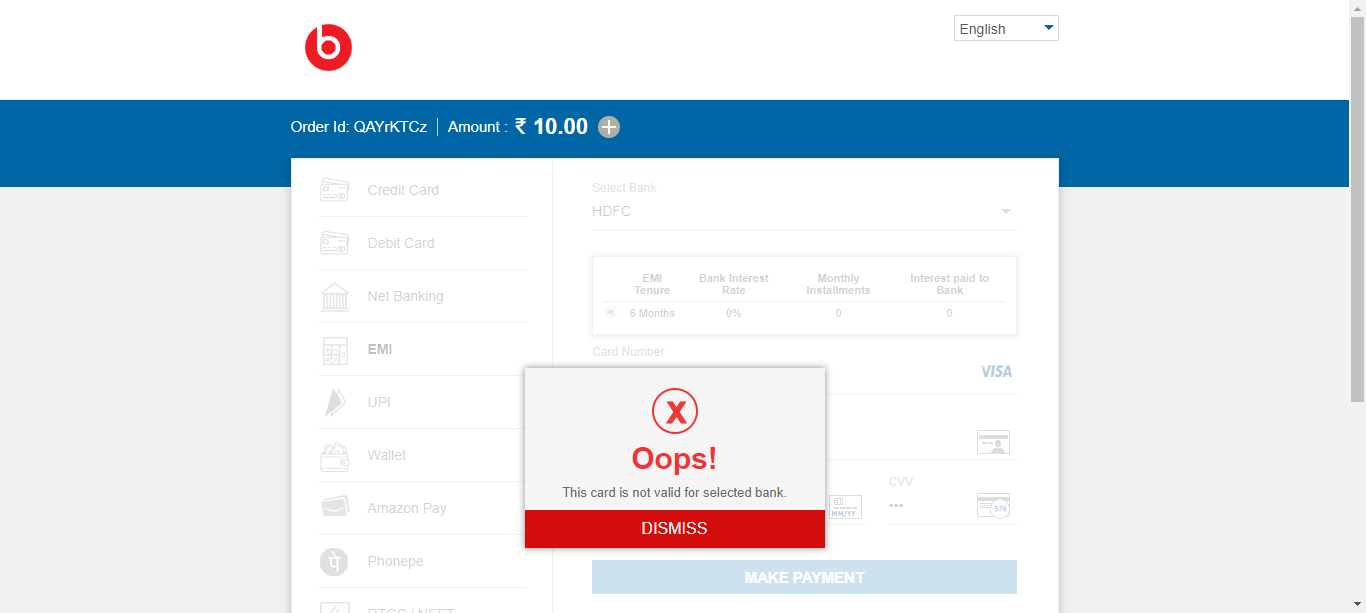 b
English
Order Id: QAYrKTCz
Amount : ₹ 10.00
Credit Card
Debit Card
Net Banking
EMI
UPI
Wallet
Amazon Pay
Phonepe
RTGS / NEFT
Select Bank
HDFC
EMI Tenure
Bank Interest Rate
Monthly Installments
Interest paid to Bank
6 Months 0% 0 0
Card Number
VISA
MM/YY
CVV
576
X
Oops!
This card is not valid for selected bank.
DISMISS
MAKE PAYMENT